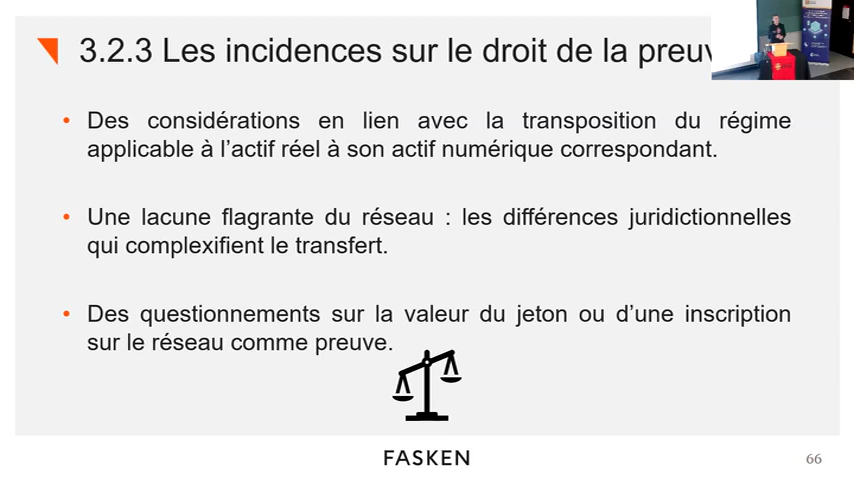 3.2.3 Les incidences sur le droit de la preuv
• Des considérations en lien avec la transposition du régime
applicable à l’actif réel à son actif numérique correspondant.
• Une lacune flagrante du réseau : les différences juridictionnelles
qui complexifient le transfert.
• Des questionnements sur la valeur du jeton ou d’une inscription
sur le réseau comme preuve.
FASKEN
66